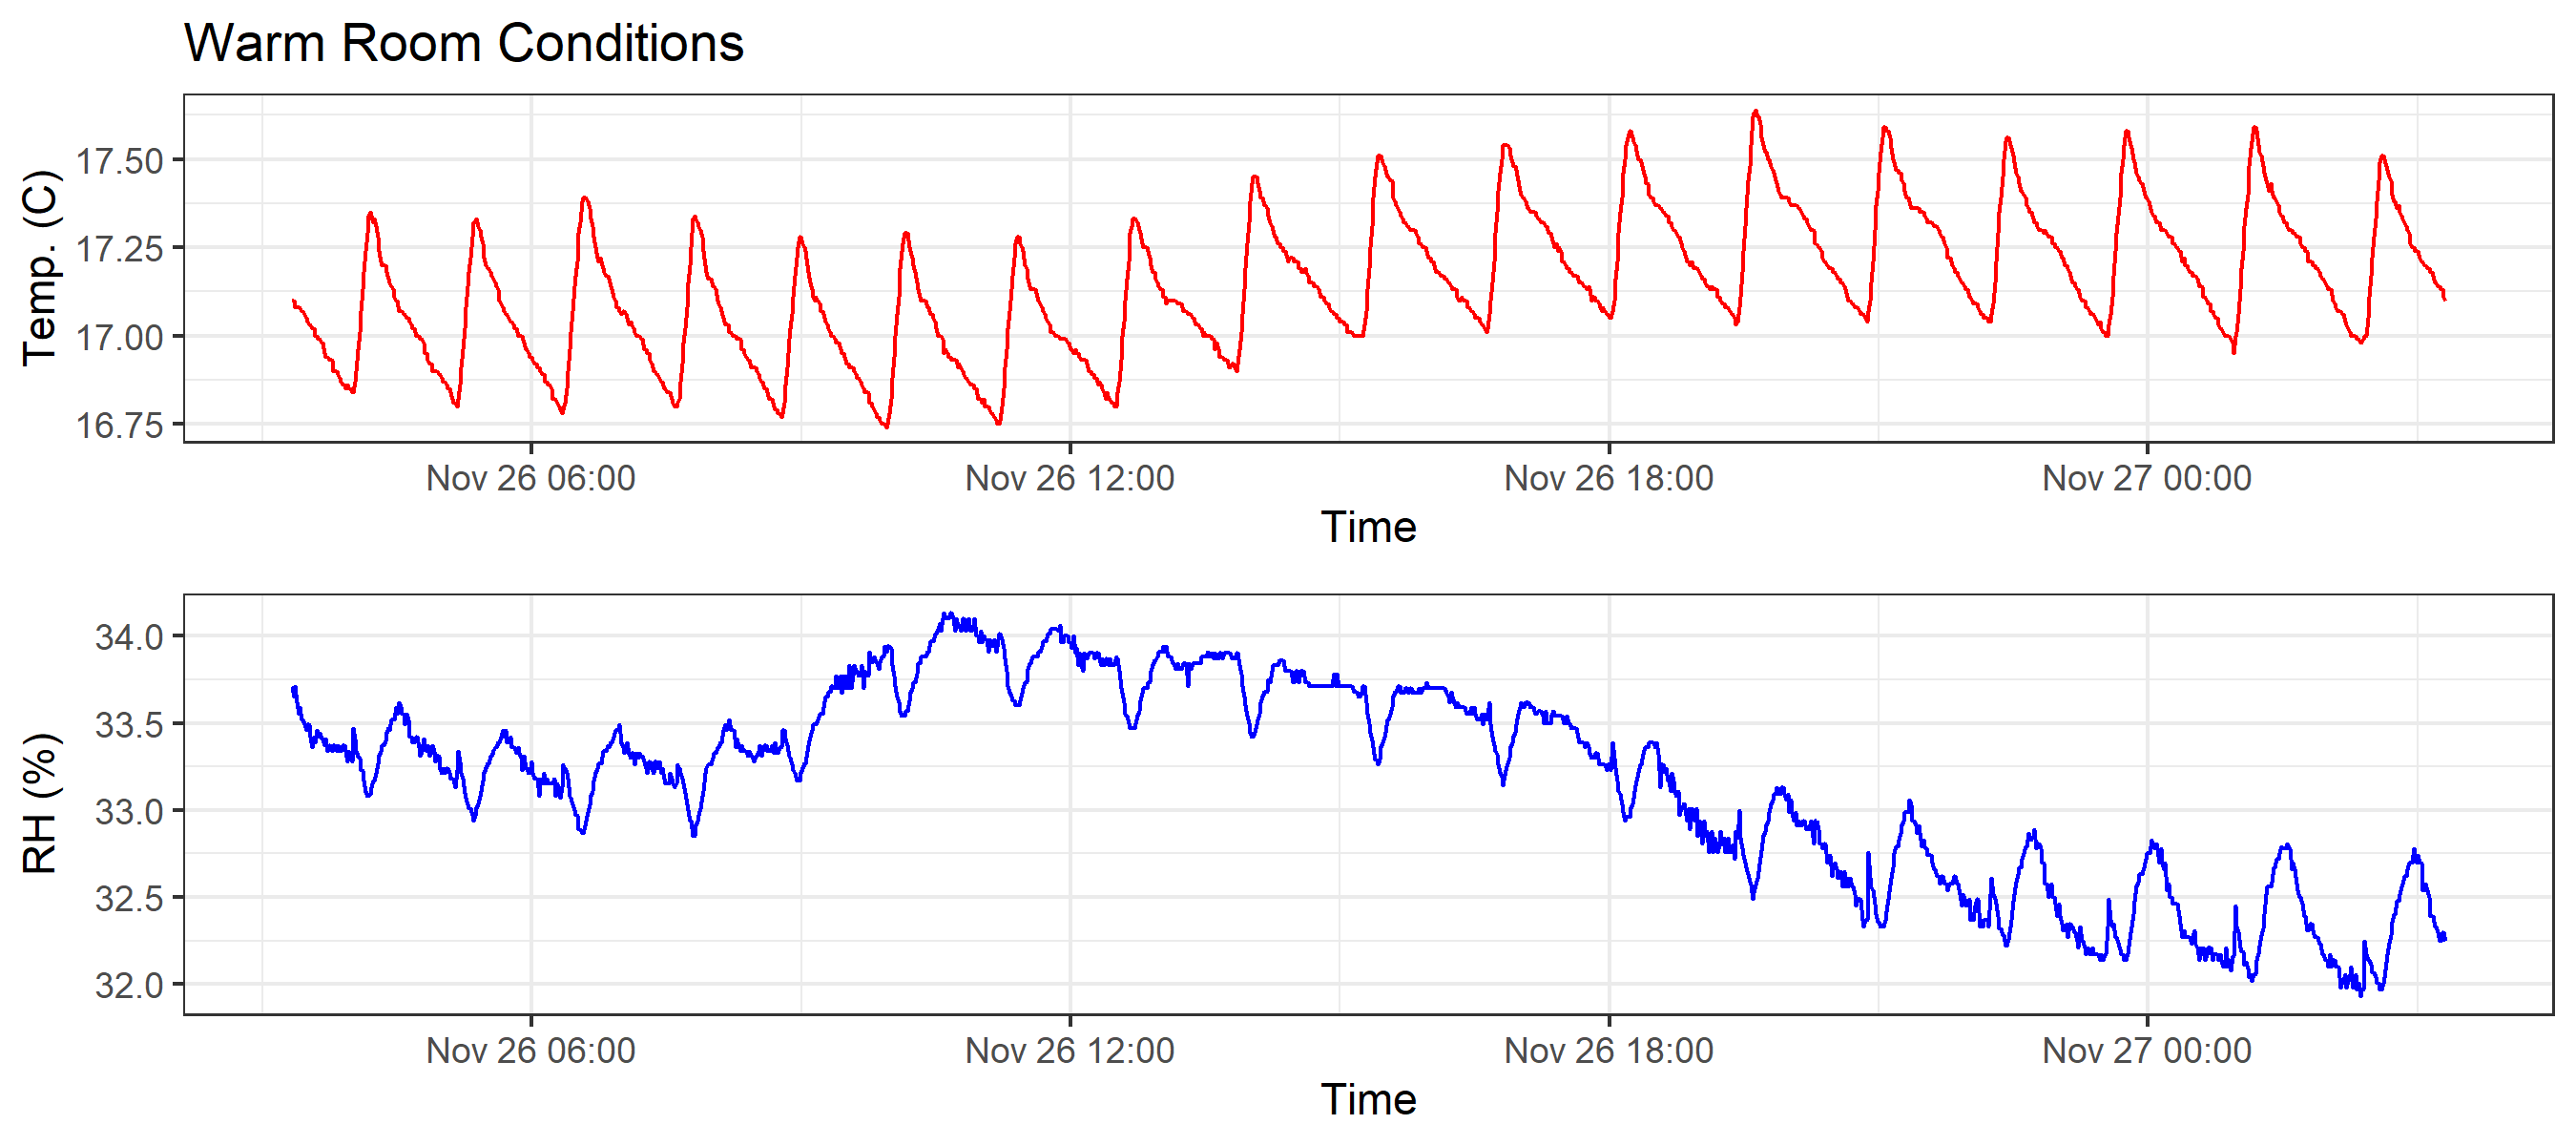 Warm Room Conditions
Temp. (C)
17.50
17.25
17.00
16.75
Nov 26 06:00 Nov 26 12:00 Nov 26 18:00 Nov 27 00:00
Time
RH (%)
34.0
33.5
33.0
32.5
32.0
Nov 26 06:00 Nov 26 12:00 Nov 26 18:00 Nov 27 00:00
Time